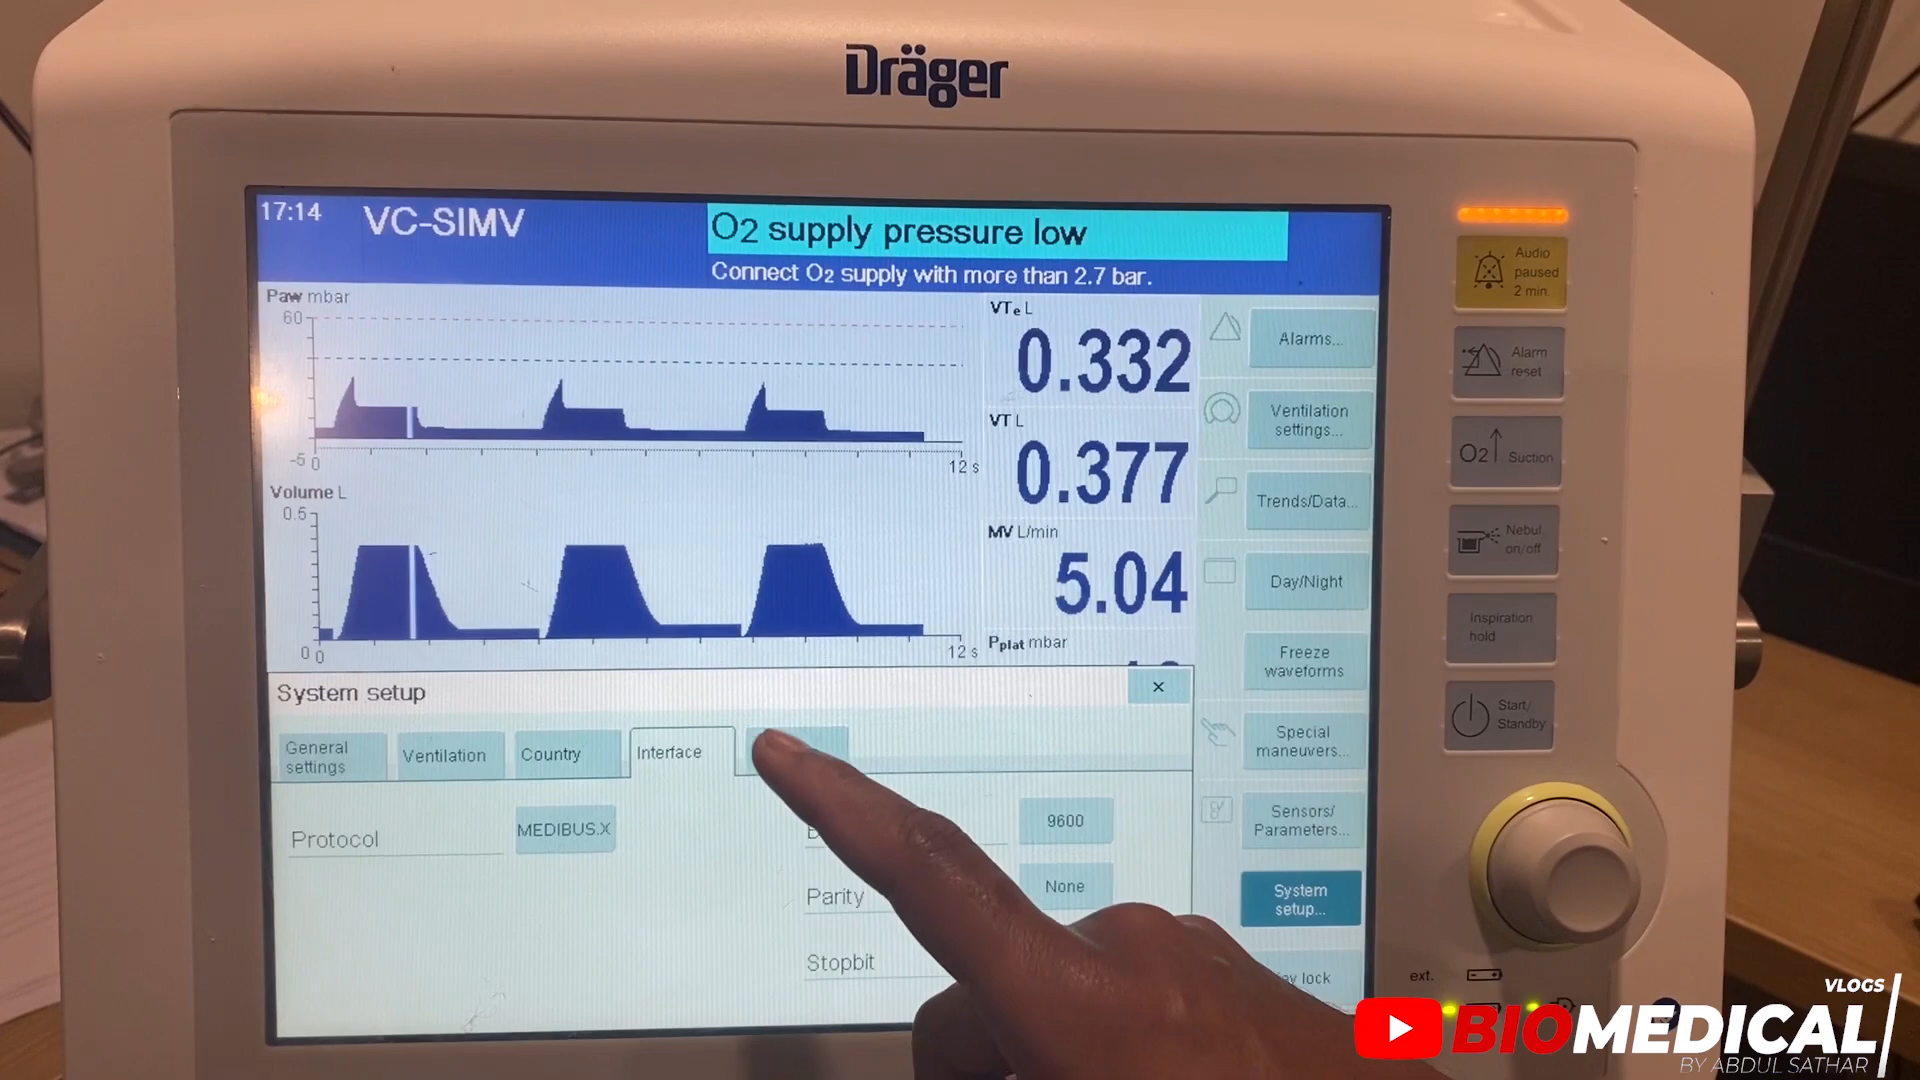 Dräger
17:14
VC-SIMV
O2 supply pressure low
Connect O2 supply with more than 2.7 bar.
Paw mbar
60
-5
0
12 s
Volume L
0.5
0
0
12 s
VTe L
0.332
VT L
0.377
MV L/min
5.04
Pplat mbar
Alarms...
Ventilation
settings...
Trends/Data...
Day/Night
Freeze
waveforms
Special
maneuvers...
Sensors/
Parameters...
System
setup...
lock
System setup
×
General
settings
Ventilation
Country
Interface
Protocol
MEDIBUS.X
9600
Parity
None
Stopbit
Audio
paused
2 min.
Alarm
reset
O2
Suction
Nebul.
on/off
Inspiration
hold
Start/
Standby
ext.
VLOGS
BIOMEDICAL
BY ABDUL SATHAR